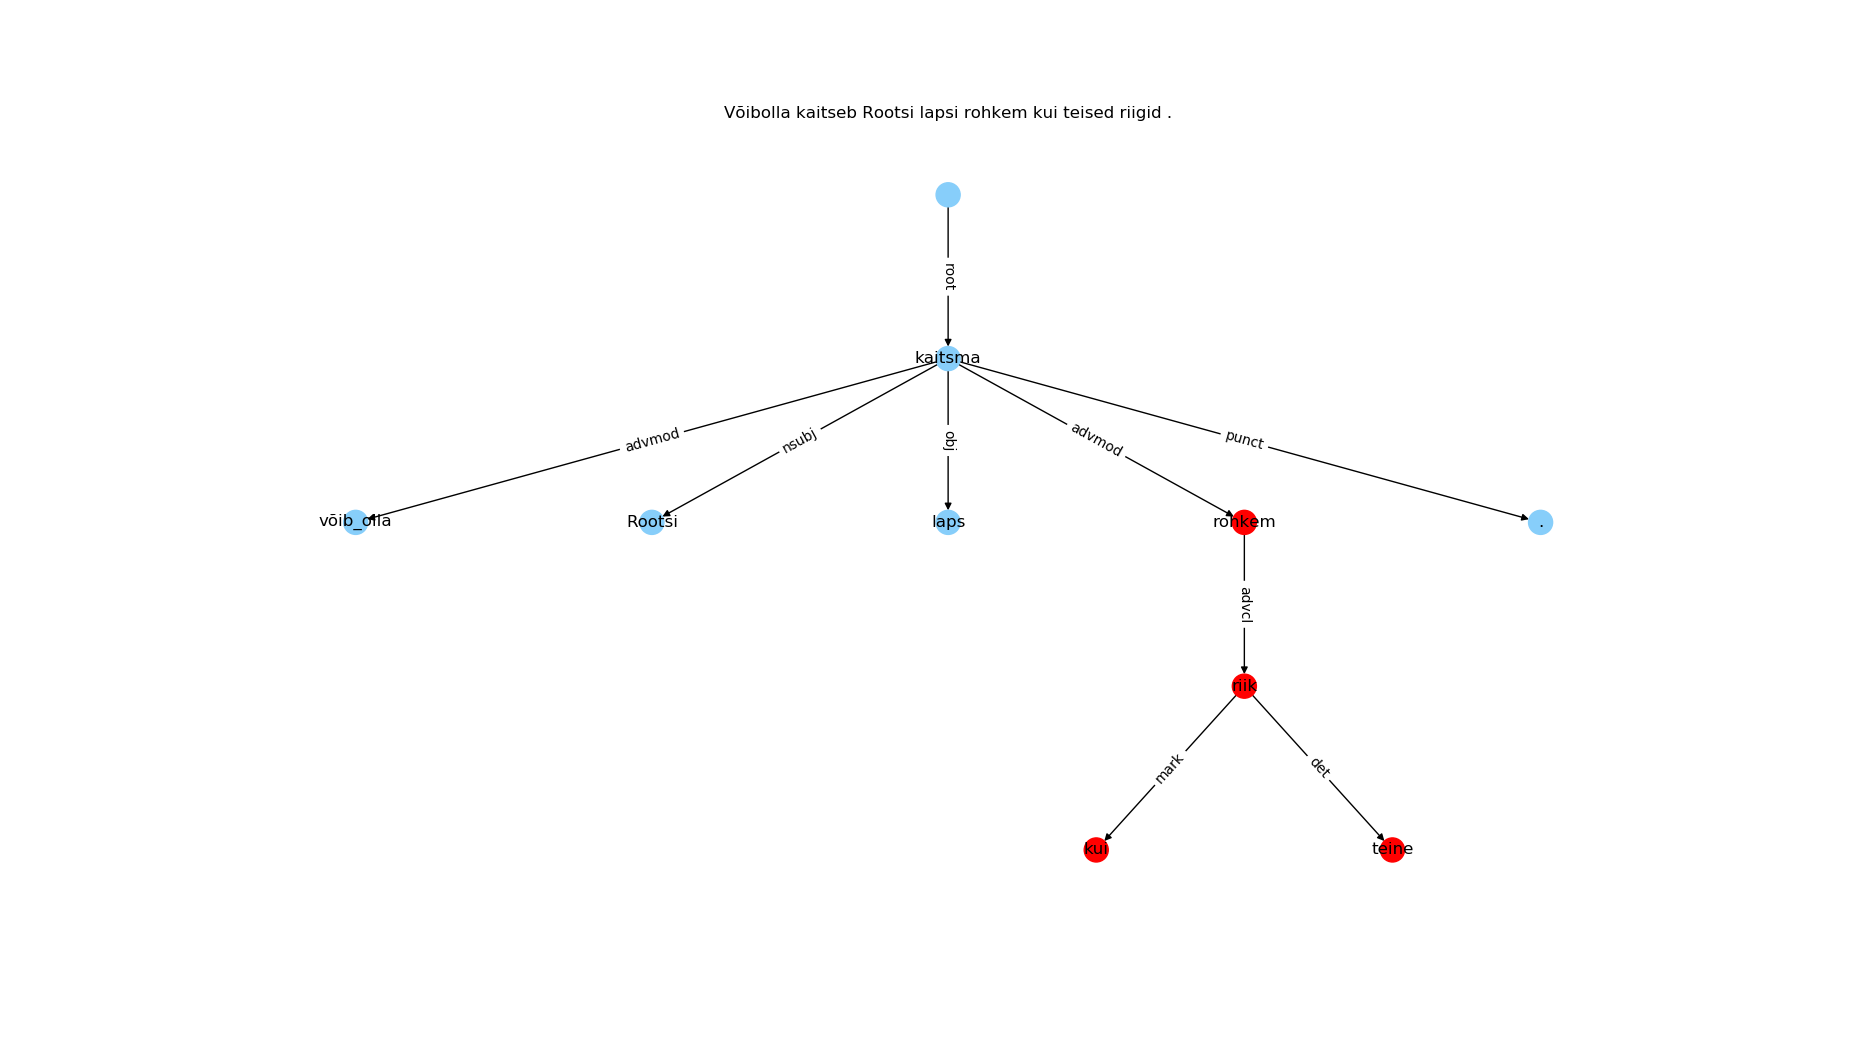 Võibolla kaitseb Rootsi lapsi rohkem kui teised riigid .
root
kaitsma
advmod
nsubj
obj
advmod
punct
võib_olla
Rootsi
laps
rohkem
.
advcl
riik
mark
det
kui
teine